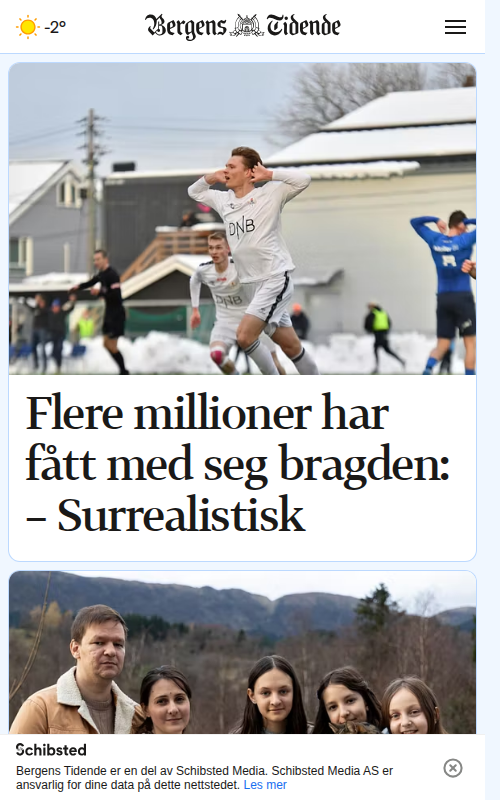 -2°
Bergens Tidende
DNB
DNB
Flere millioner har
fått med seg bragden:
– Surrealistisk
Schibsted
Bergens Tidende er en del av Schibsted Media. Schibsted Media AS er
ansvarlig for dine data på dette nettstedet. Les mer